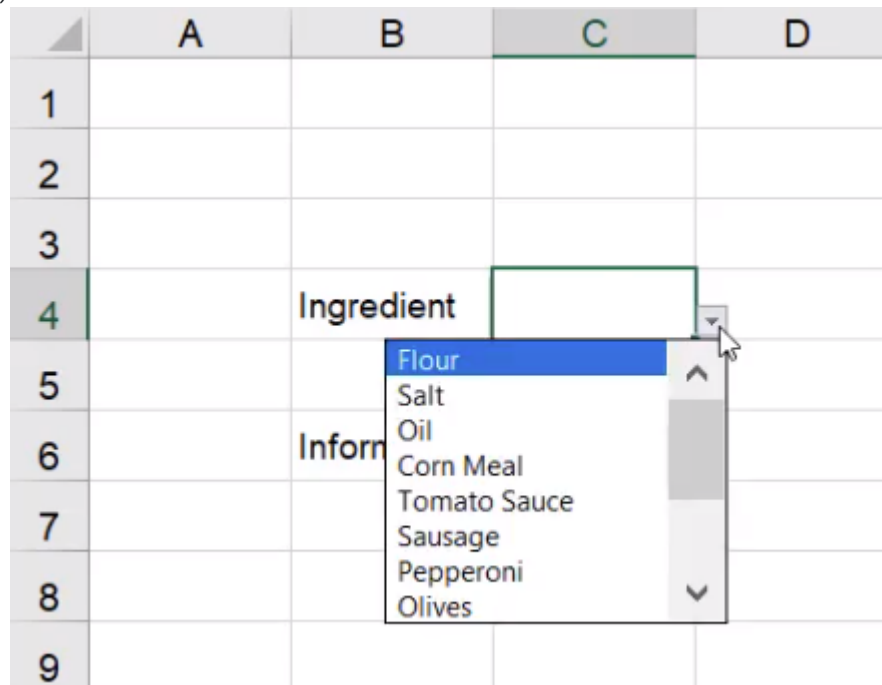 A B C D
1
2
3
4 Ingredient
Flour
5 Salt
Oil
6 Inform
Corn Meal
Tomato Sauce
7 Sausage
Pepperoni
8 Olives
9